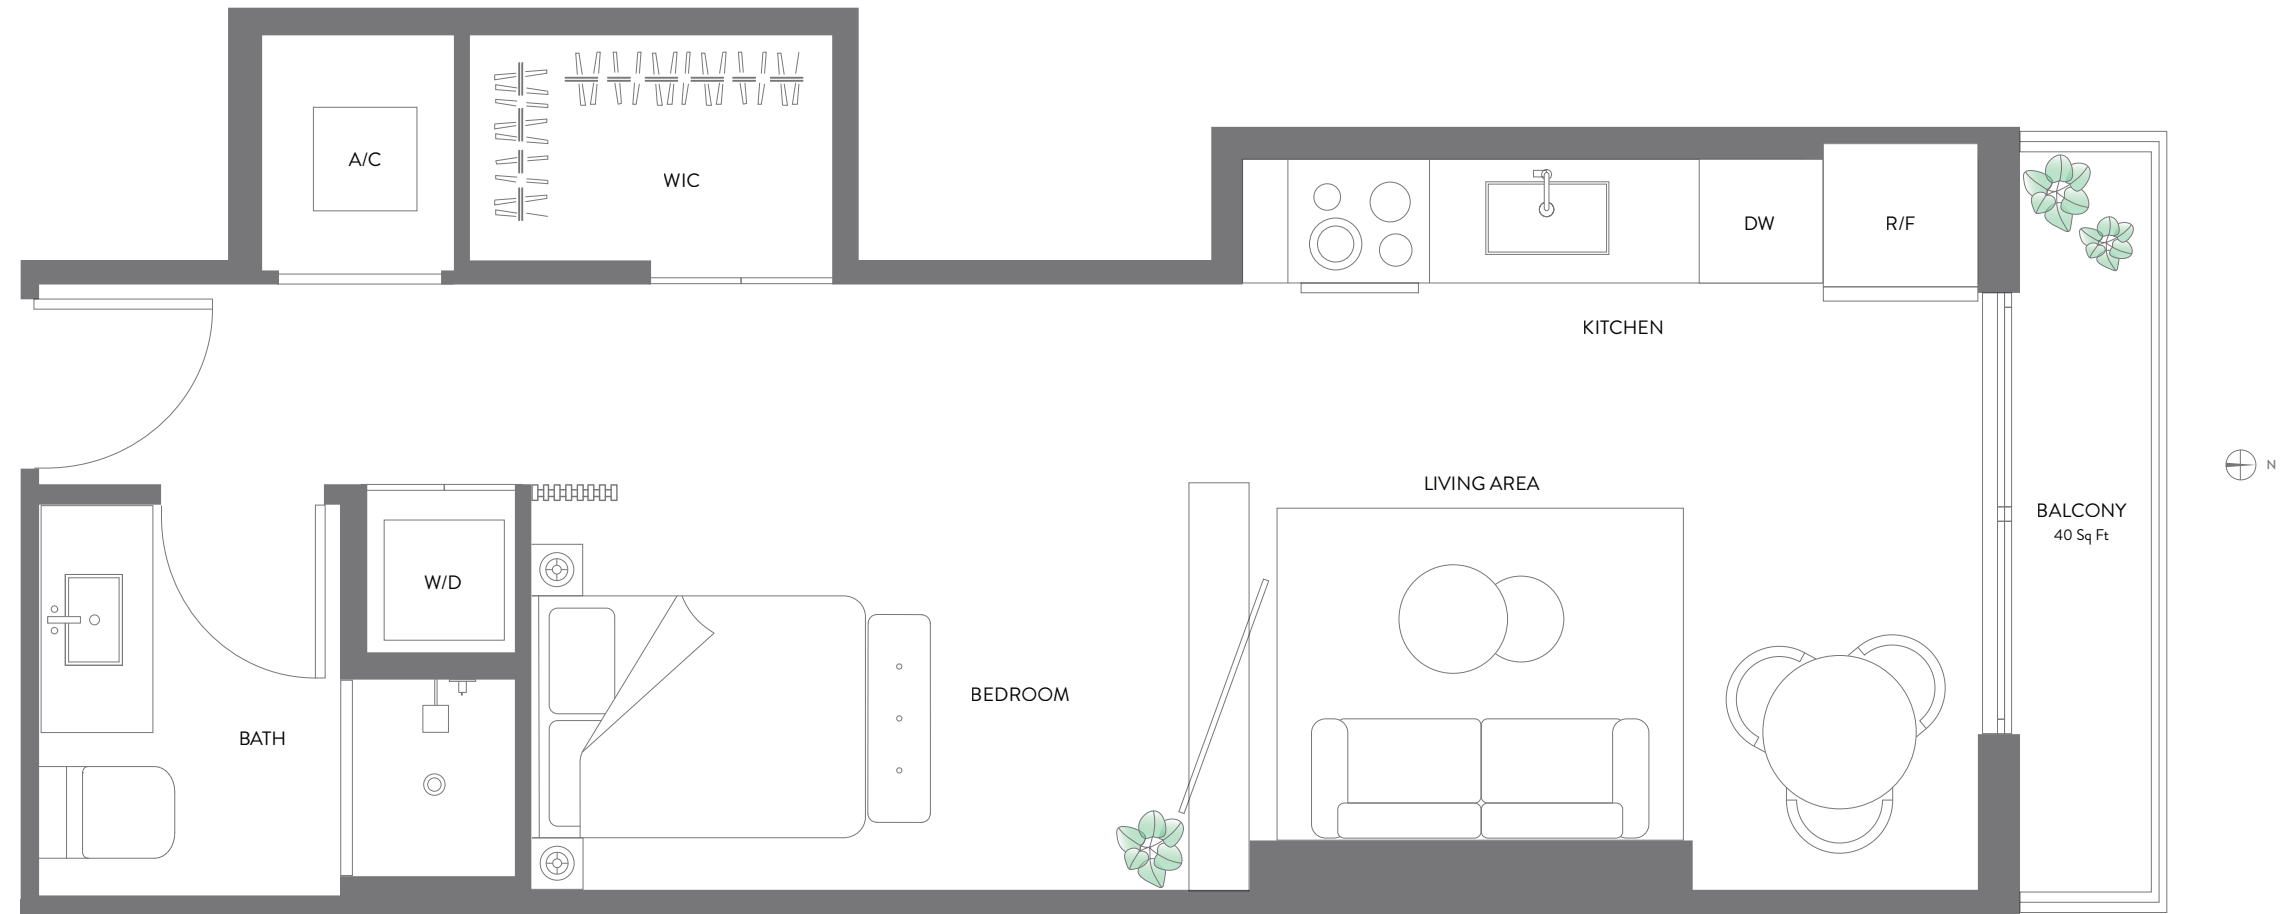 A/C
WIC
DW
R/F
KITCHEN
LIVING AREA
N
BALCONY
40 Sq Ft
W/D
BEDROOM
BATH